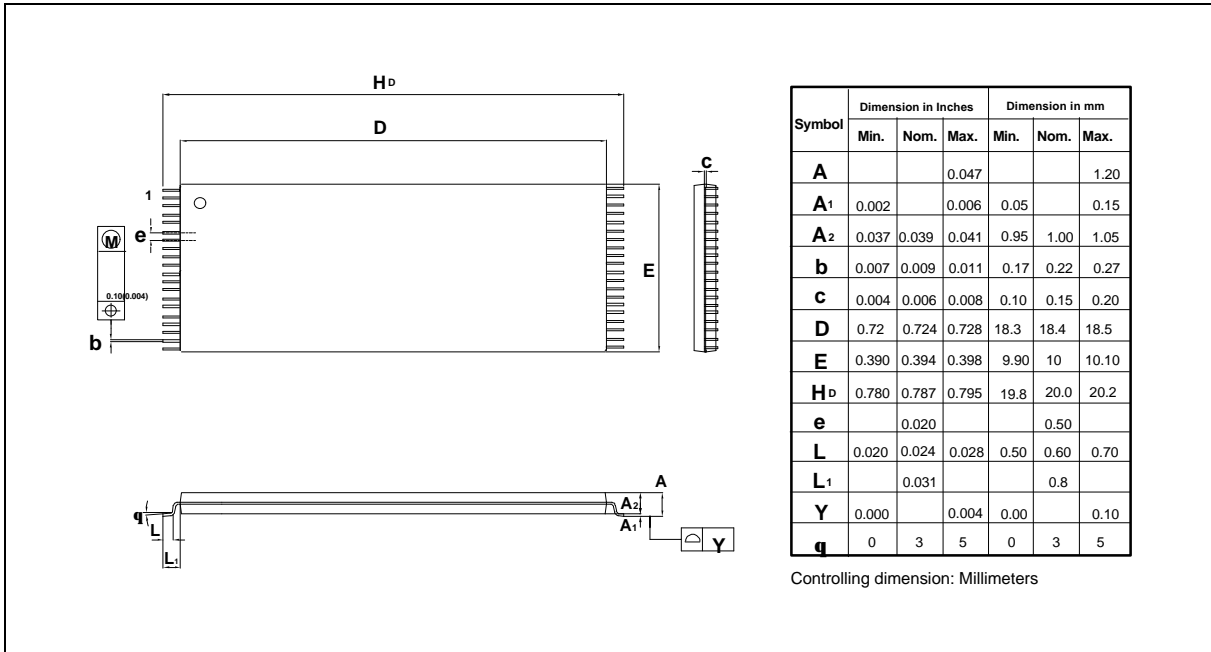 H D
D
c
1
e
M
E
0.10(0.004)
b
A
A2
A1
q
L
L1
Y
Symbol Dimension in Inches Dimension in mm
Min. Nom. Max. Min. Nom. Max.
A 0.047 1.20
A1 0.002 0.006 0.05 0.15
A2 0.037 0.039 0.041 0.95 1.00 1.05
b 0.007 0.009 0.011 0.17 0.22 0.27
c 0.004 0.006 0.008 0.10 0.15 0.20
D 0.72 0.724 0.728 18.3 18.4 18.5
E 0.390 0.394 0.398 9.90 10 10.10
H D 0.780 0.787 0.795 19.8 20.0 20.2
e 0.020 0.50
L 0.020 0.024 0.028 0.50 0.60 0.70
L1 0.031 0.8
Y 0.000 0.004 0.00 0.10
q 0 3 5 0 3 5
Controlling dimension: Millimeters